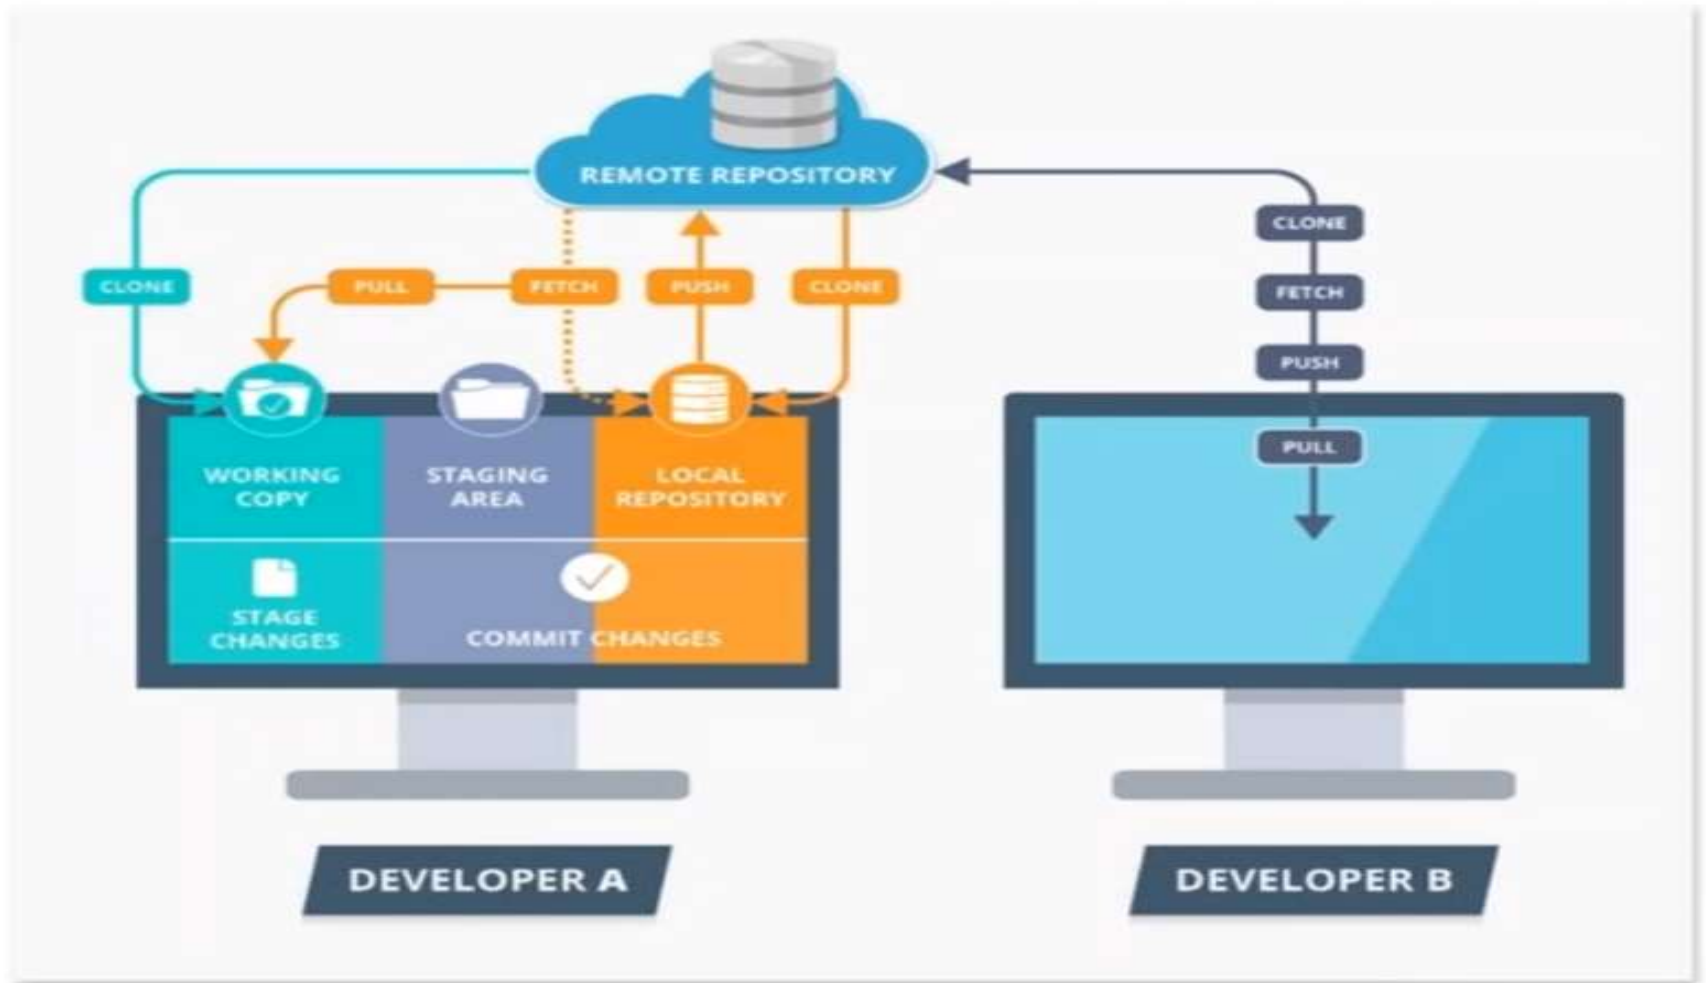 REMOTE REPOSITORY
CLONE
PULL
FETCH
PUSH
CLONE
WORKING
COPY
STAGING
AREA
LOCAL
REPOSITORY
STAGE
CHANGES
COMMIT CHANGES
DEVELOPER A
CLONE
FETCH
PUSH
PULL
DEVELOPER B